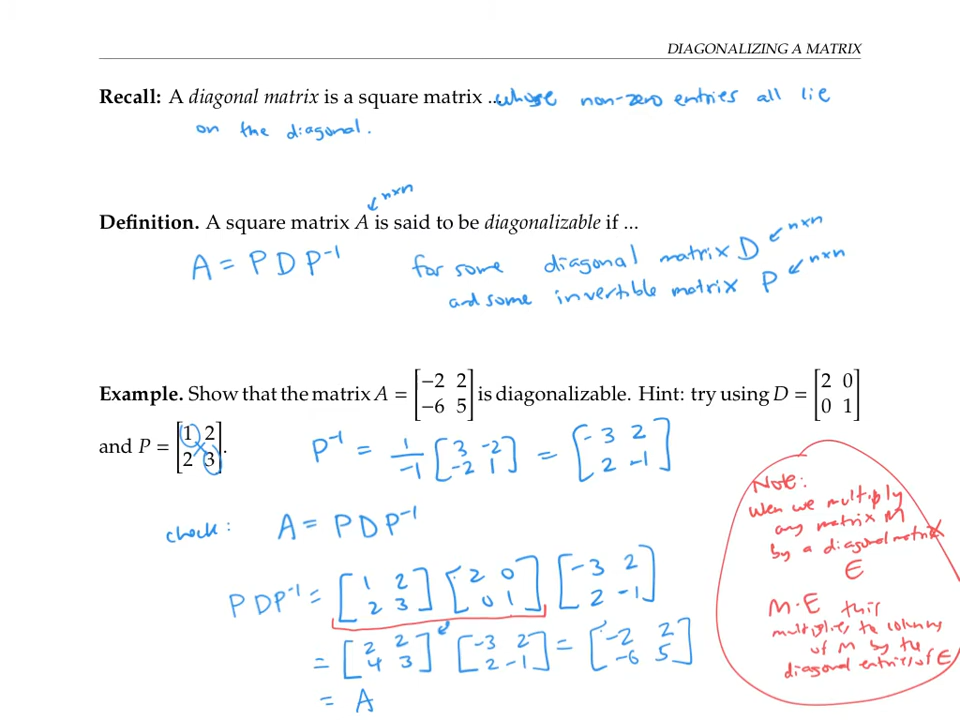 DIAGONALIZING A MATRIX
Recall: A diagonal matrix is a square matrix ... whose non-zero entries all lie
on the diagonal.
n×n
Definition. A square matrix A is said to be diagonalizable if ...
A = P D P⁻¹ for some diagonal matrix D n×n
and some invertible matrix P n×n
Example. Show that the matrix A = [−2 2; −6 5] is diagonalizable. Hint: try using D = [2 0; 0 1]
and P = [1 2; 2 3].
P⁻¹ = 1/−1 [3 −2; −2 1] = [−3 2; 2 −1]
check: A = P D P⁻¹
P D P⁻¹ = [1 2; 2 3] [2 0; 0 1] [−3 2; 2 −1]
= [2 2; 4 3] [−3 2; 2 −1] = [−2 2; −6 5]
= A
Note:
Wen we multiply
any matrix M
by a diagonal matrix
E
M·E this
multiplies the columns
of M by the
diagonal entries of E